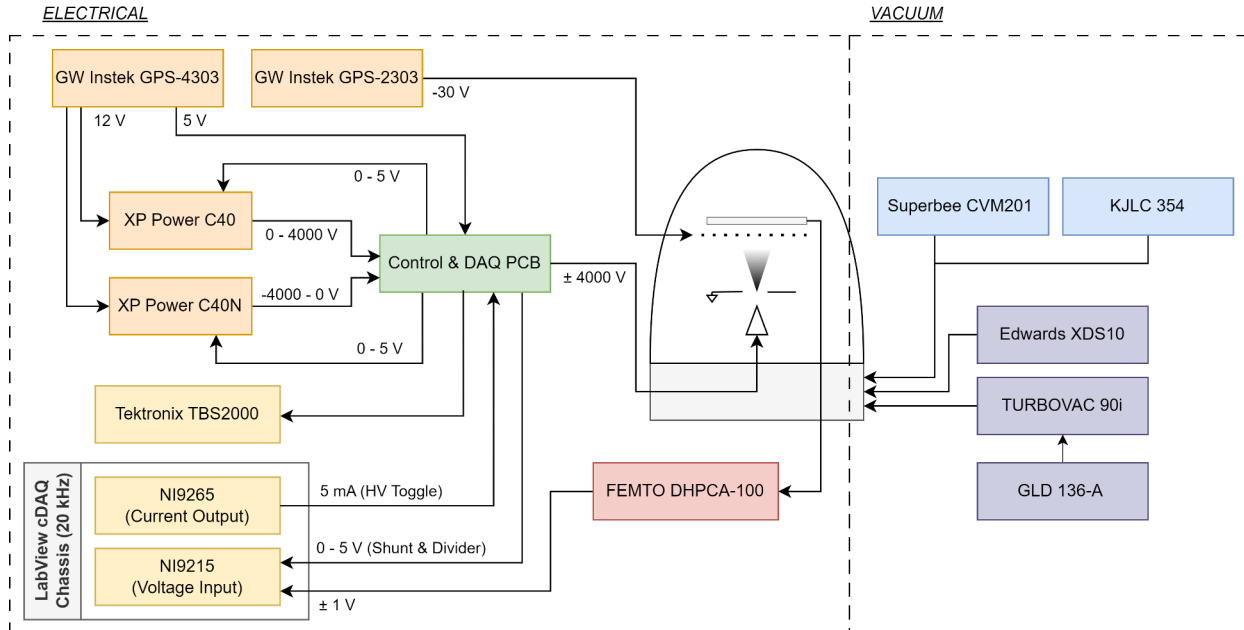 ELECTRICAL
VACUUM
GW Instek GPS-4303
GW Instek GPS-2303
-30 V
12 V
5 V
0 - 5 V
XP Power C40
0 - 4000 V
Superbee CVM201
KJLC 354
Control & DAQ PCB
± 4000 V
XP Power C40N
-4000 - 0 V
0 - 5 V
Edwards XDS10
Tektronix TBS2000
TURBOVAC 90i
LabView cDAQ
Chassis (20 kHz)
NI9265
(Current Output)
5 mA (HV Toggle)
FEMTO DHPCA-100
GLD 136-A
NI9215
(Voltage Input)
0 - 5 V (Shunt & Divider)
± 1 V